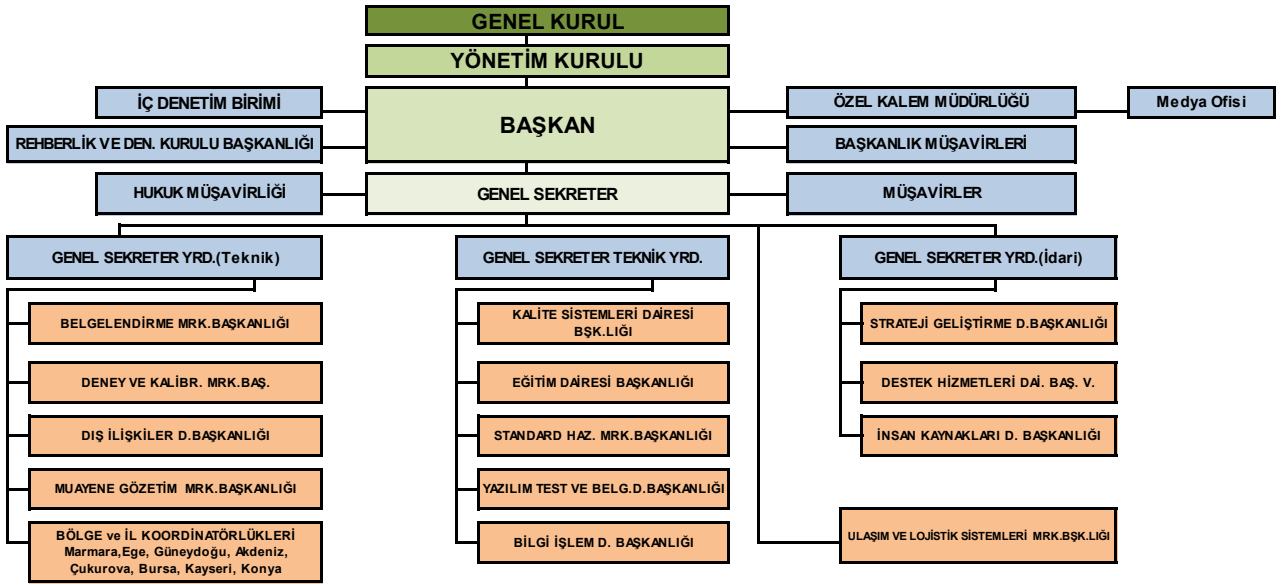 GENEL KURUL
YÖNETİM KURULU
İÇ DENETİM BİRİMİ
BAŞKAN
ÖZEL KALEM MÜDÜRLÜĞÜ
Medya Ofisi
REHBERLİK VE DEN. KURULU BAŞKANLIĞI
BAŞKANLIK MÜŞAVİRLERİ
HUKUK MÜŞAVİRLİĞİ
GENEL SEKRETER
MÜŞAVİRLER
GENEL SEKRETER YRD.(Teknik)
GENEL SEKRETER TEKNİK YRD.
GENEL SEKRETER YRD.(İdari)
BELGELENDİRME MRK.BAŞKANLIĞI
DENEY VE KALİBR. MRK.BAŞ.
DIŞ İLİŞKİLER D.BAŞKANLIĞI
MUAYENE GÖZETİM MRK.BAŞKANLIĞI
BÖLGE ve İL KOORDİNATÖRLÜKLERİ
Marmara,Ege, Güneydoğu, Akdeniz,
Çukurova, Bursa, Kayseri, Konya
KALİTE SİSTEMLERİ DAİRESİ
BŞK.LIĞI
EĞİTİM DAİRESİ BAŞKANLIĞI
STANDARD HAZ. MRK.BAŞKANLIĞI
YAZILIM TEST VE BELG.D.BAŞKANLIĞI
BİLGİ İŞLEM D. BAŞKANLIĞI
STRATEJİ GELİŞTİRME D.BAŞKANLIĞI
DESTEK HİZMETLERİ DAİ. BAŞ. V.
İNSAN KAYNAKLARI D. BAŞKANLIĞI
ULAŞIM VE LOJİSTİK SİSTEMLERİ MRK.BŞK.LIĞI